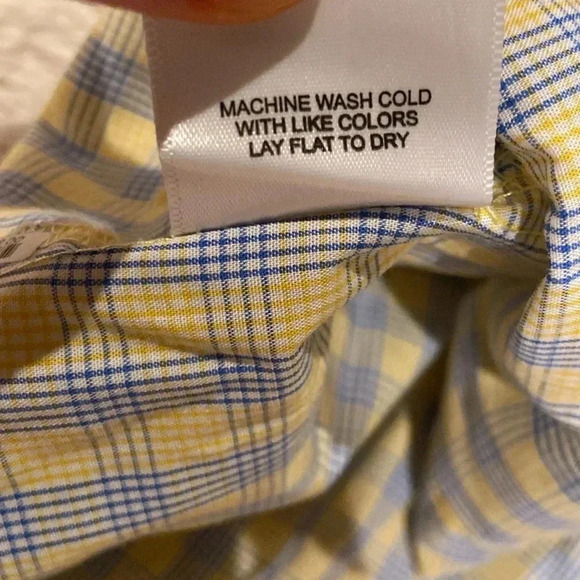 MACHINE WASH COLD
WITH LIKE COLORS
LAY FLAT TO DRY